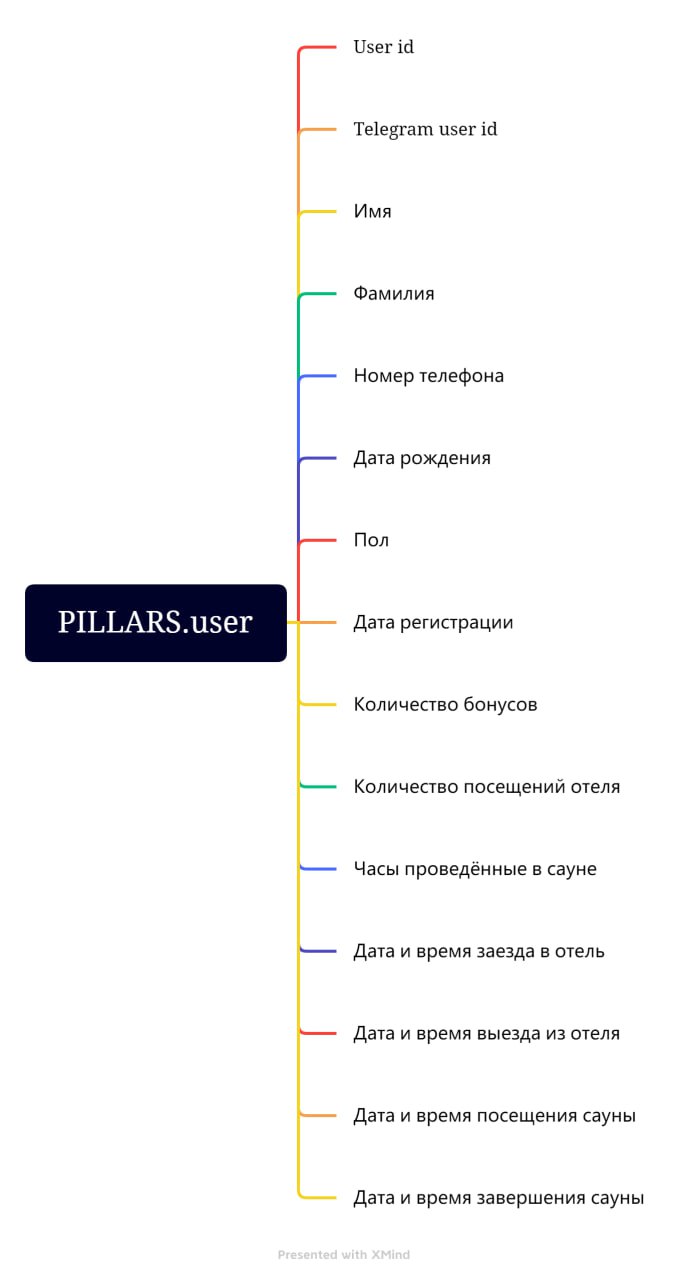 User id
Telegram user id
Имя
Фамилия
Номер телефона
Дата рождения
Пол
PILLARS.user
Дата регистрации
Количество бонусов
Количество посещений отеля
Часы проведённые в сауне
Дата и время заезда в отель
Дата и время выезда из отеля
Дата и время посещения сауны
Дата и время завершения сауны
Presented with XMind